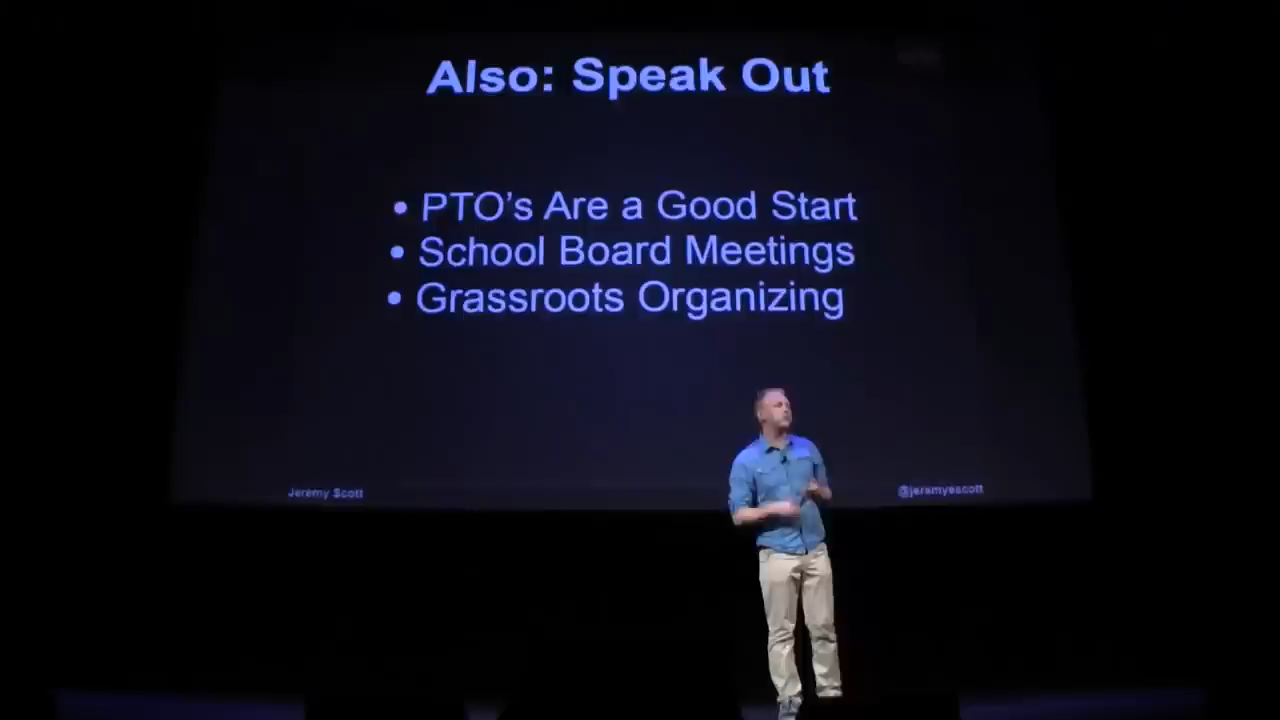 Also: Speak Out
• PTO's Are a Good Start
• School Board Meetings
• Grassroots Organizing
Jeremy Scott
@jeremyescott